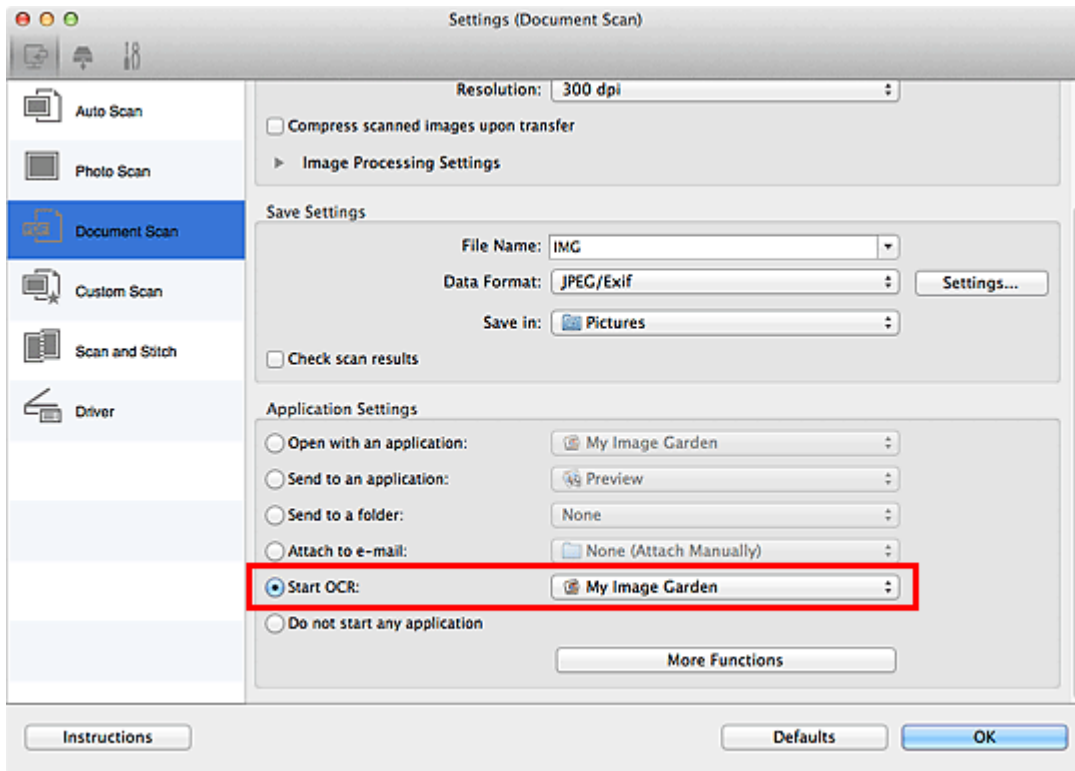 Settings (Document Scan)
Auto Scan
Photo Scan
Document Scan
Custom Scan
Scan and Stitch
Driver
Resolution: 300 dpi
Compress scanned images upon transfer
Image Processing Settings
Save Settings
File Name: IMG
Data Format: JPEG/Exif Settings...
Save in: Pictures
Check scan results
Application Settings
Open with an application: My Image Garden
Send to an application: Preview
Send to a folder: None
Attach to e-mail: None (Attach Manually)
Start OCR: My Image Garden
Do not start any application
More Functions
Instructions Defaults OK